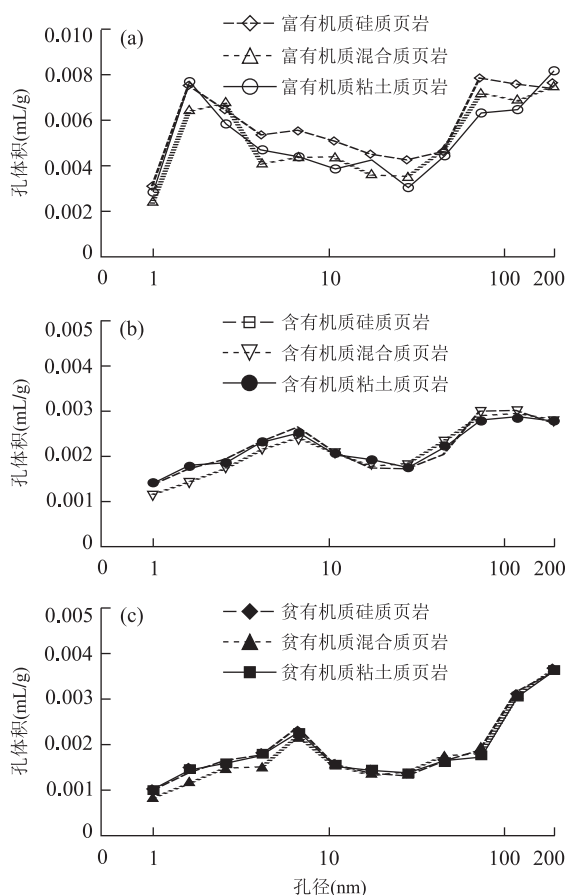 0.010
(a)
富有机质硅质页岩
富有机质混合质页岩
富有机质粘土质页岩
0.008
0.006
0.004
0.002
0
孔体积(mL/g)
0 1 10 100 200
0.005
(b)
含有机质硅质页岩
含有机质混合质页岩
含有机质粘土质页岩
0.004
0.003
0.002
0.001
0
孔体积(mL/g)
0 1 10 100 200
0.005
(c)
贫有机质硅质页岩
贫有机质混合质页岩
贫有机质粘土质页岩
0.004
0.003
0.002
0.001
0
孔体积(mL/g)
0 1 10 100 200
孔径(nm)